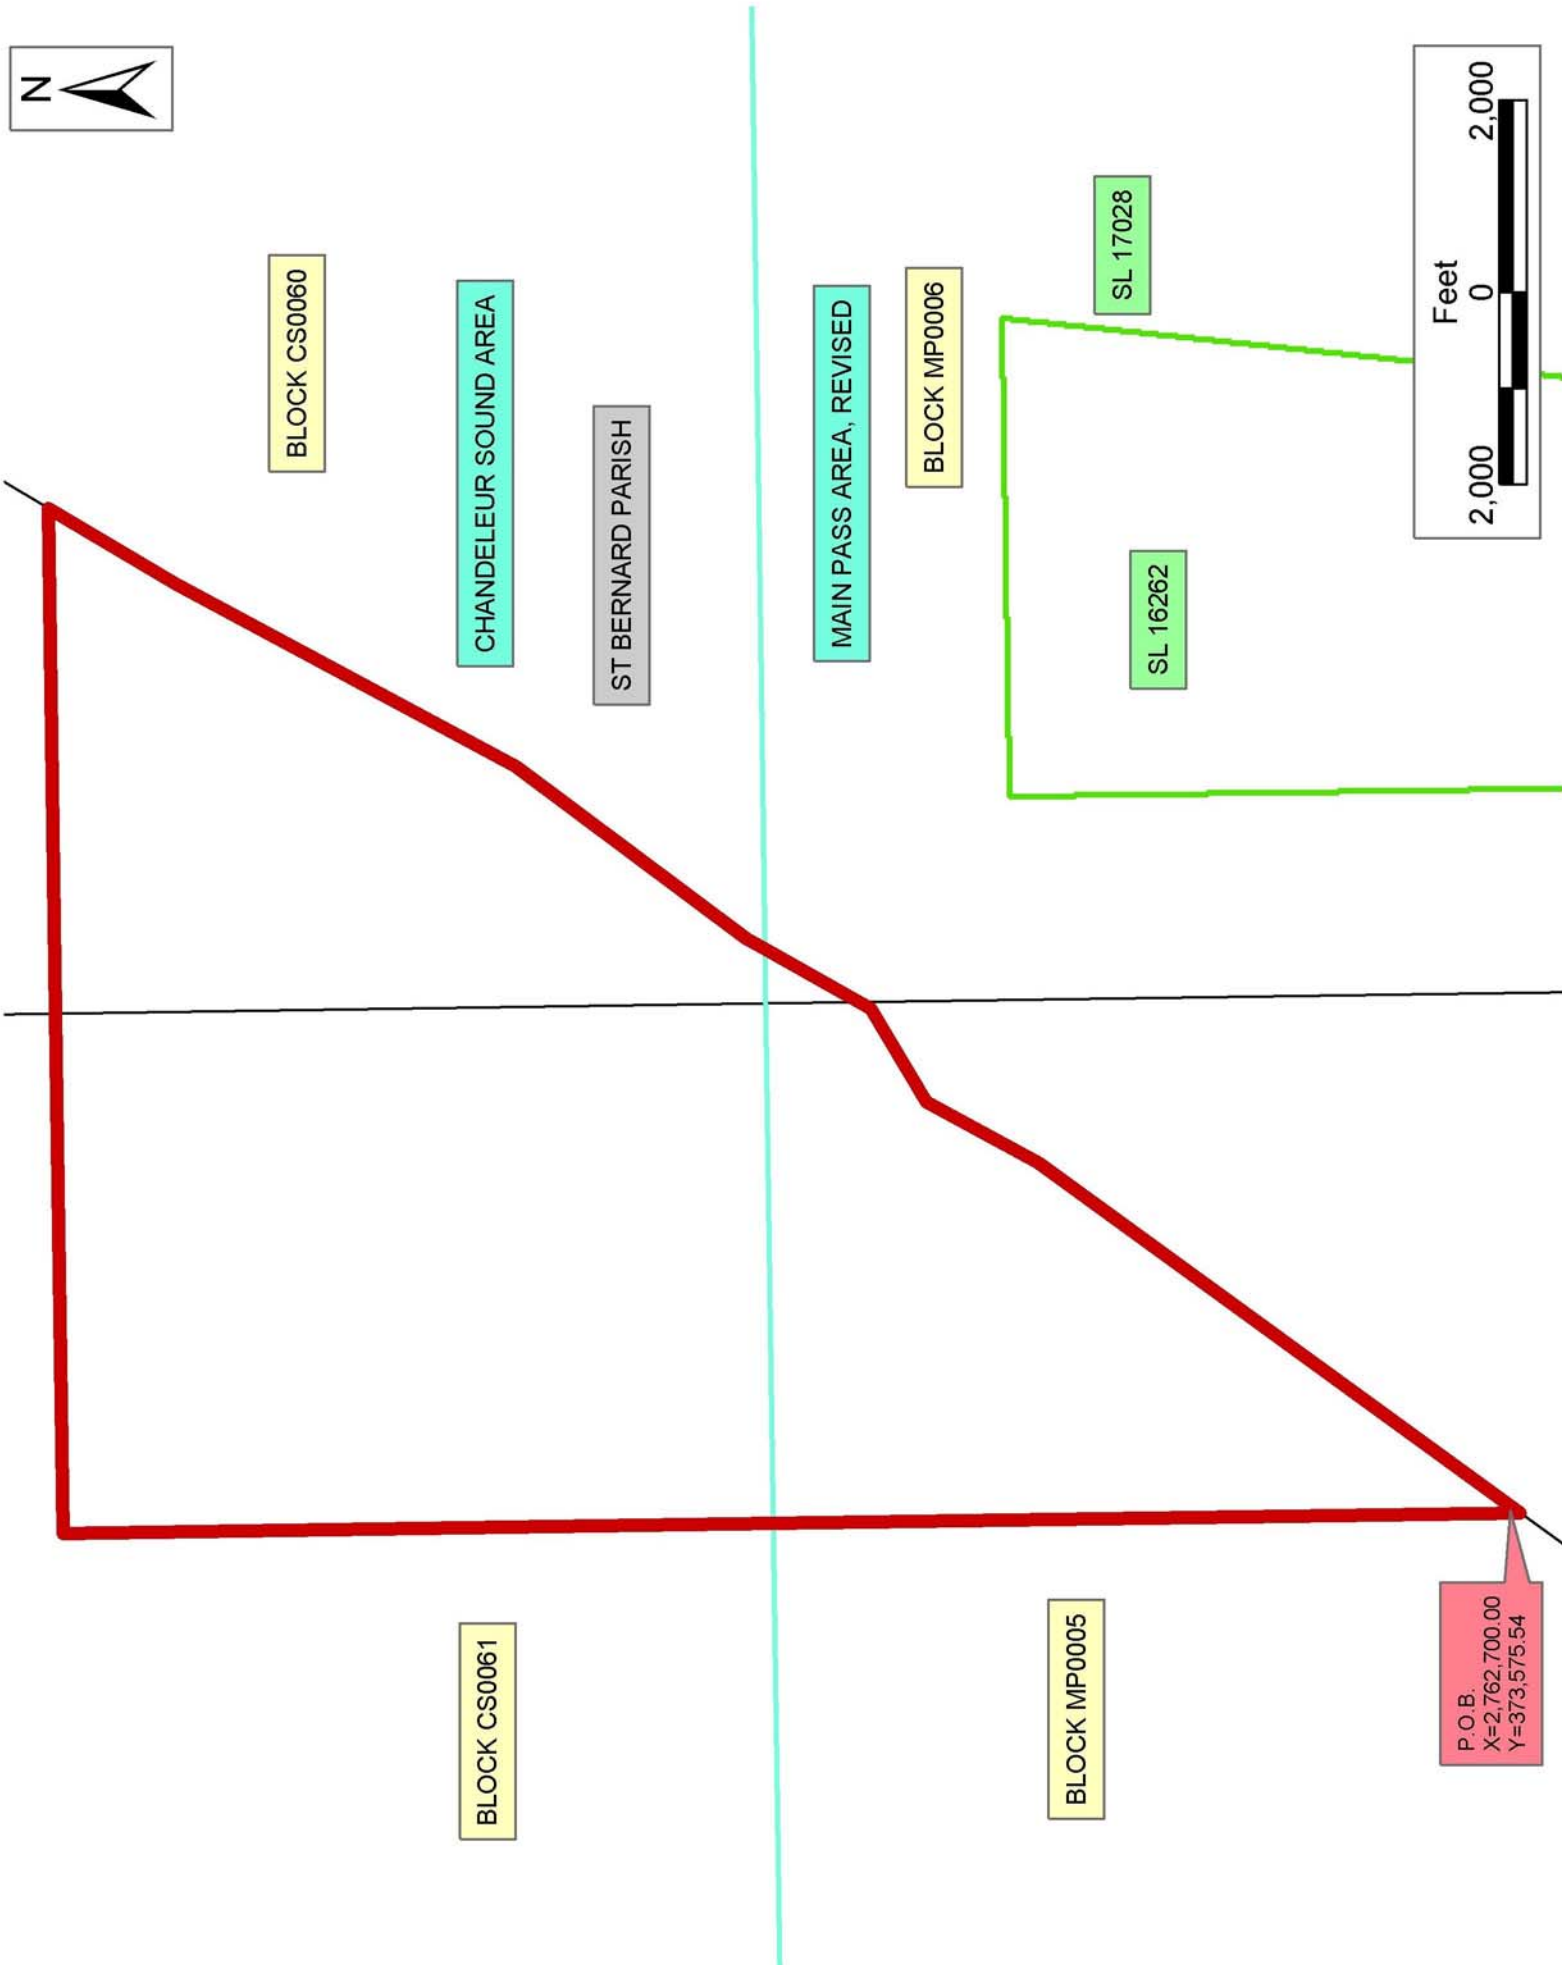 N
BLOCK CS0060
CHANDELEUR SOUND AREA
BLOCK CS0061
ST BERNARD PARISH
MAIN PASS AREA, REVISED
BLOCK MP0006
BLOCK MP0005
SL 17028
SL 16262
P.O.B.
X=2,762,700.00
Y=373,575.54
Feet
2,000 0 2,000